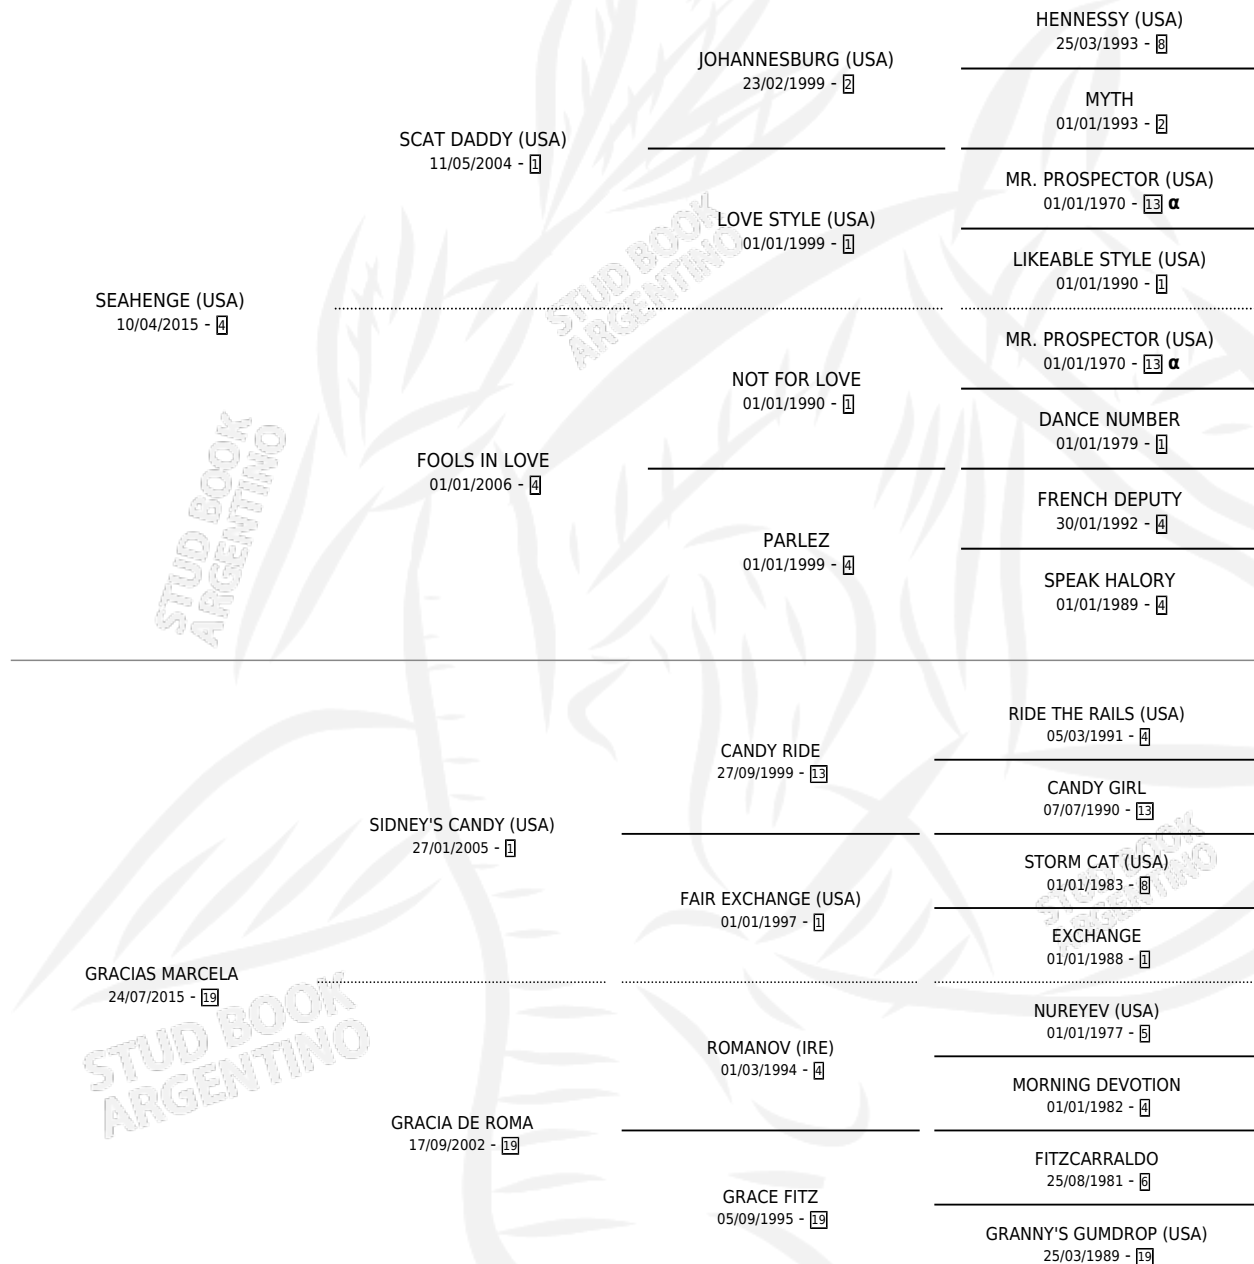 HENNESSY (USA)
25/03/1993 - 8
JOHANNESBURG (USA)
23/02/1999 - 2
MYTH
01/01/1993 - 2
SCAT DADDY (USA)
11/05/2004 - 1
MR. PROSPECTOR (USA)
01/01/1970 - 13 α
LOVE STYLE (USA)
01/01/1999 - 1
LIKEABLE STYLE (USA)
01/01/1990 - 1
SEAHENGE (USA)
10/04/2015 - 4
MR. PROSPECTOR (USA)
01/01/1970 - 13 α
NOT FOR LOVE
01/01/1990 - 1
DANCE NUMBER
01/01/1979 - 1
FOOLS IN LOVE
01/01/2006 - 4
FRENCH DEPUTY
30/01/1992 - 4
PARLEZ
01/01/1999 - 4
SPEAK HALORY
01/01/1989 - 4
RIDE THE RAILS (USA)
05/03/1991 - 4
CANDY RIDE
27/09/1999 - 13
CANDY GIRL
07/07/1990 - 13
SIDNEY'S CANDY (USA)
27/01/2005 - 1
STORM CAT (USA)
01/01/1983 - 8
FAIR EXCHANGE (USA)
01/01/1997 - 1
EXCHANGE
01/01/1988 - 1
GRACIAS MARCELA
24/07/2015 - 19
NUREYEV (USA)
01/01/1977 - 5
ROMANOV (IRE)
01/03/1994 - 4
MORNING DEVOTION
01/01/1982 - 4
GRACIA DE ROMA
17/09/2002 - 19
FITZCARRALDO
25/08/1981 - 6
GRACE FITZ
05/09/1995 - 19
GRANNY'S GUMDROP (USA)
25/03/1989 - 19
STUD BOOK
ARGENTINO
STUD BOOK
ARGENTINO
STUD BOOK
ARGENTINO
STUD BOOK
ARGENTINO